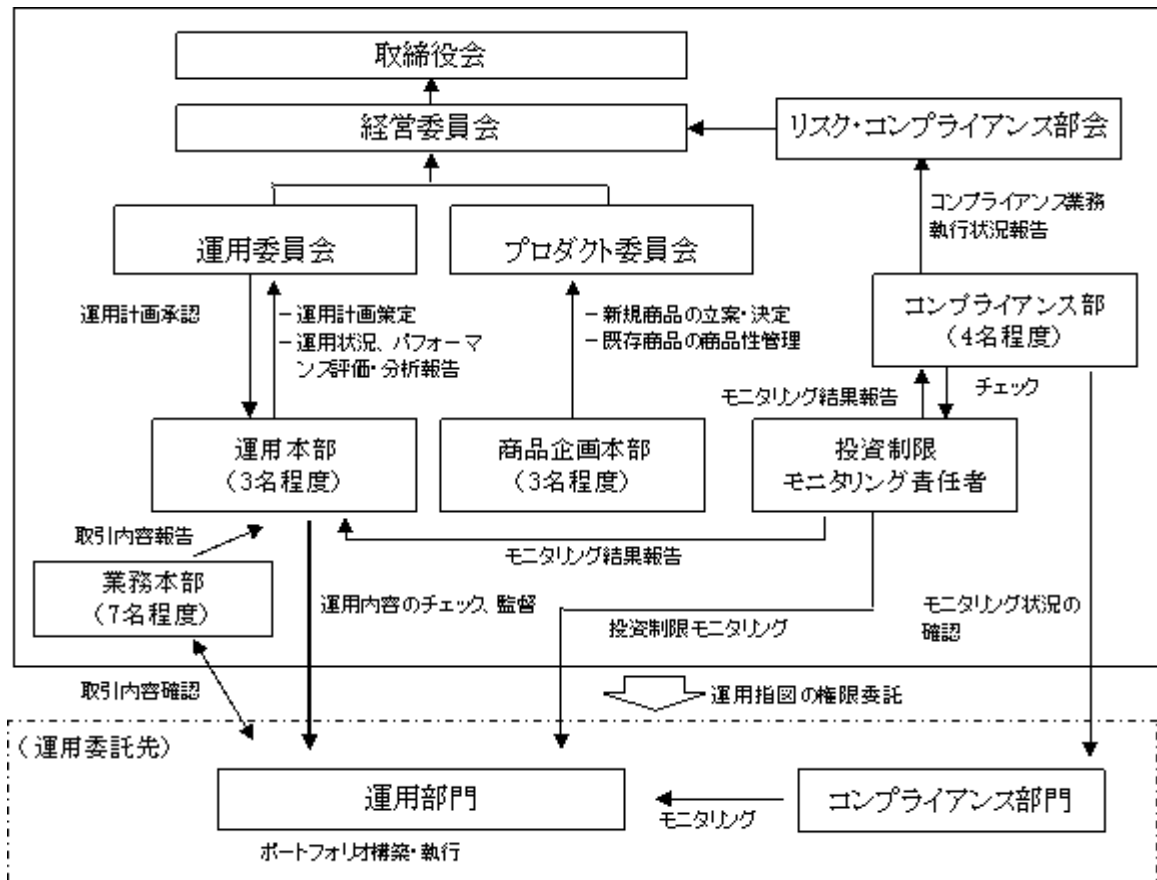 取締役会
経営委員会
リスク・コンプライアンス部会
コンプライアンス業務
執行状況報告
運用委員会
プロダクト委員会
運用計画承認
－運用計画策定
－運用状況、パフォーマ
ンス評価・分析報告
－新規商品の立案・決定
－既存商品の商品性管理
コンプライアンス部
(4名程度)
モニタリング結果報告
チェック
運用本部
(3名程度)
商品企画本部
(3名程度)
投資制限
モニタリング責任者
取引内容報告
モニタリング結果報告
業務本部
(7名程度)
運用内容のチェック、監督
投資制限モニタリング
モニタリング状況の
確認
取引内容確認
運用指図の権限委託
(運用委託先)
運用部門
コンプライアンス部門
モニタリング
ポートフォリオ構築・執行